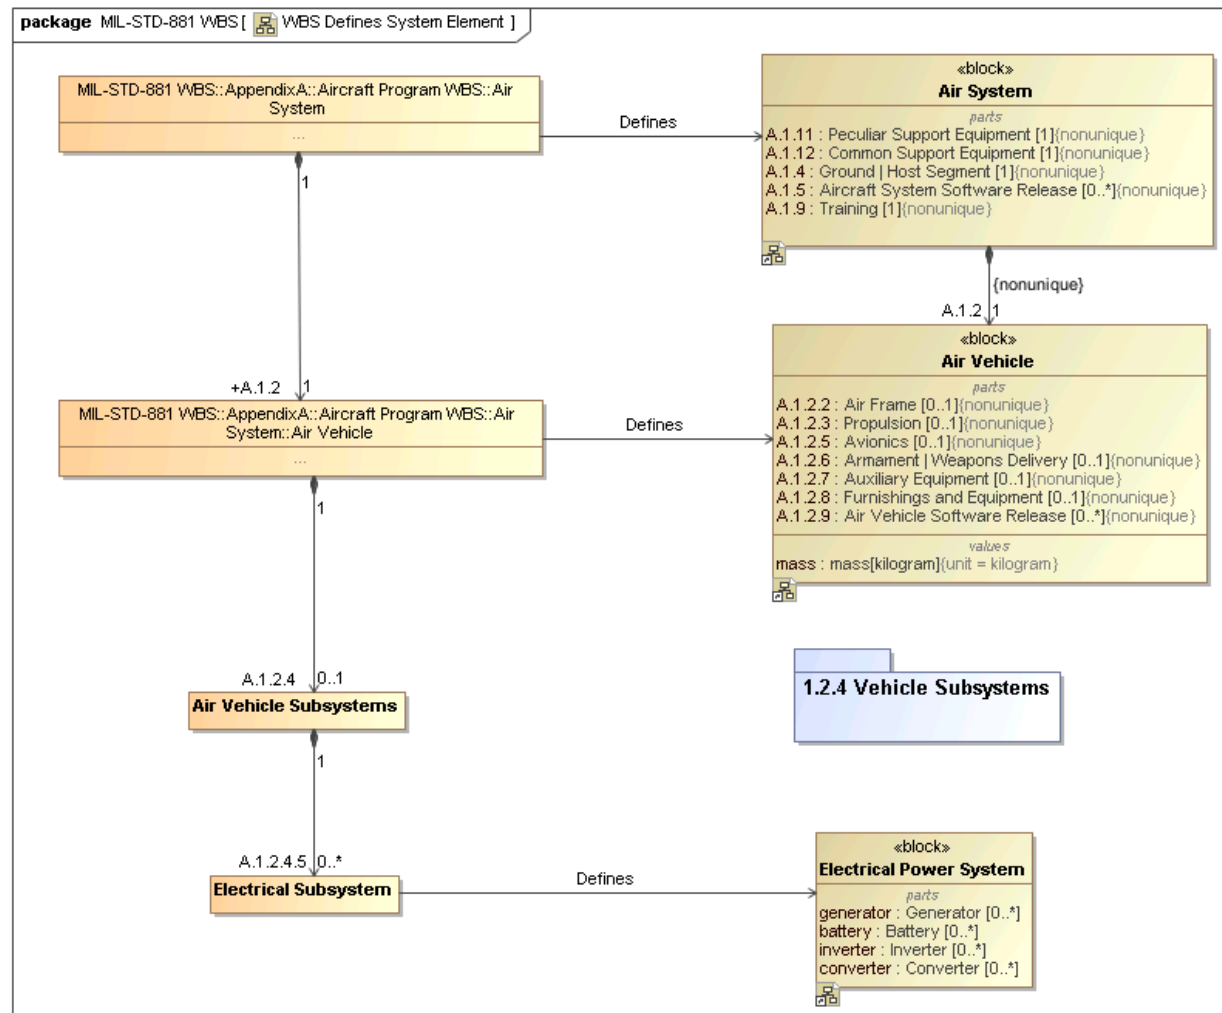 package MIL-STD-881 WBS [ WBS Defines System Element ]
MIL-STD-881 WBS::AppendixA::Aircraft Program WBS::Air
System
...
Defines
«block»
Air System
parts
A.1.11 : Peculiar Support Equipment [1]{nonunique}
A.1.12 : Common Support Equipment [1]{nonunique}
A.1.4 : Ground | Host Segment [1]{nonunique}
A.1.5 : Aircraft System Software Release [0..*]{nonunique}
A.1.9 : Training [1]{nonunique}
1
{nonunique}
A.1.2 1
+A.1.2 1
MIL-STD-881 WBS::AppendixA::Aircraft Program WBS::Air
System::Air Vehicle
...
Defines
«block»
Air Vehicle
parts
A.1.2.2 : Air Frame [0..1]{nonunique}
A.1.2.3 : Propulsion [0..1]{nonunique}
A.1.2.5 : Avionics [0..1]{nonunique}
A.1.2.6 : Armament | Weapons Delivery [0..1]{nonunique}
A.1.2.7 : Auxiliary Equipment [0..1]{nonunique}
A.1.2.8 : Furnishings and Equipment [0..1]{nonunique}
A.1.2.9 : Air Vehicle Software Release [0..*]{nonunique}
values
mass : mass[kilogram]{unit = kilogram}
1
A.1.2.4 0..1
Air Vehicle Subsystems
1.2.4 Vehicle Subsystems
1
A.1.2.4.5 0..*
Electrical Subsystem
Defines
«block»
Electrical Power System
parts
generator : Generator [0..*]
battery : Battery [0..*]
inverter : Inverter [0..*]
converter : Converter [0..*]